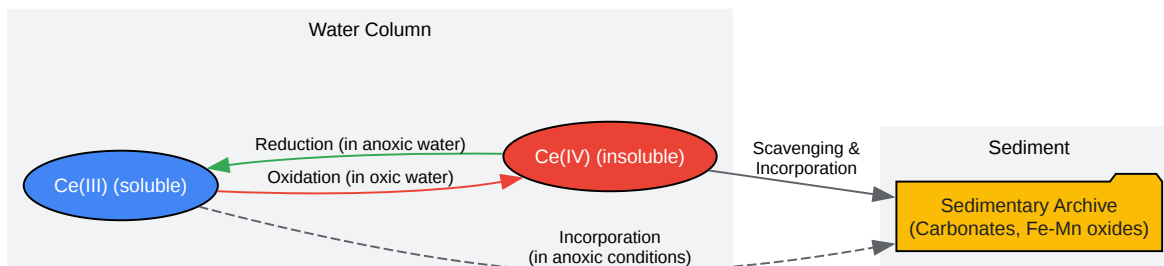 Water Column
Reduction (in anoxic water)
Ce(IV) (insoluble)
Scavenging &
Incorporation
Sediment
Ce(III) (soluble)
Oxidation (in oxic water)
Sedimentary Archive
(Carbonates, Fe-Mn oxides)
Incorporation
(in anoxic conditions)